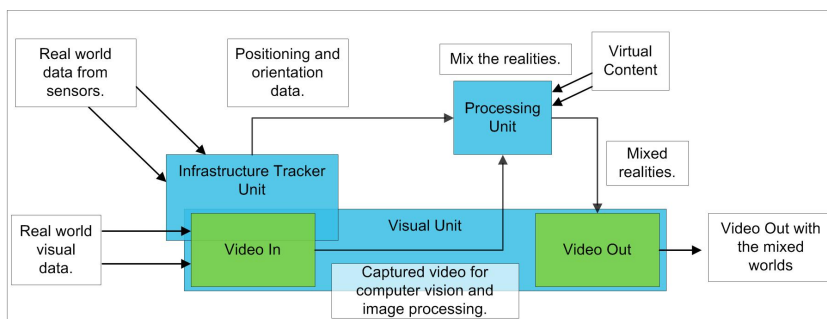 Real world
data from
sensors.
Positioning and
orientation
data.
Mix the realities.
Virtual
Content
Processing
Unit
Infrastructure Tracker
Unit
Mixed
realities.
Real world
visual
data.
Video In
Visual Unit
Video Out
Video Out with
the mixed
worlds
Captured video for
computer vision and
image processing.